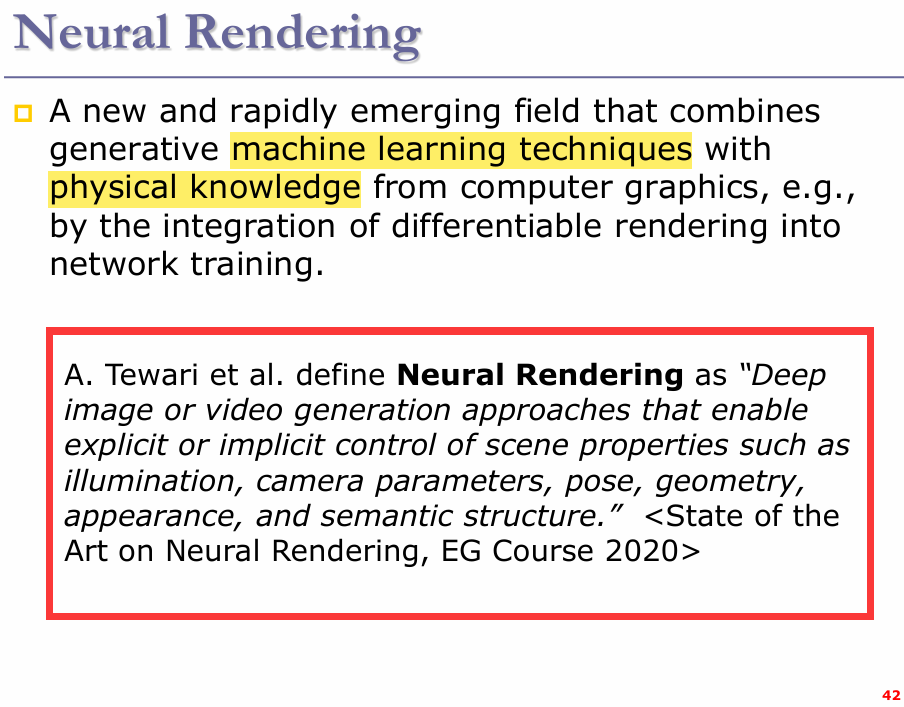 Neural Rendering
A new and rapidly emerging field that combines
generative machine learning techniques with
physical knowledge from computer graphics, e.g.,
by the integration of differentiable rendering into
network training.
A. Tewari et al. define Neural Rendering as “Deep
image or video generation approaches that enable
explicit or implicit control of scene properties such as
illumination, camera parameters, pose, geometry,
appearance, and semantic structure.” <State of the
Art on Neural Rendering, EG Course 2020>
42